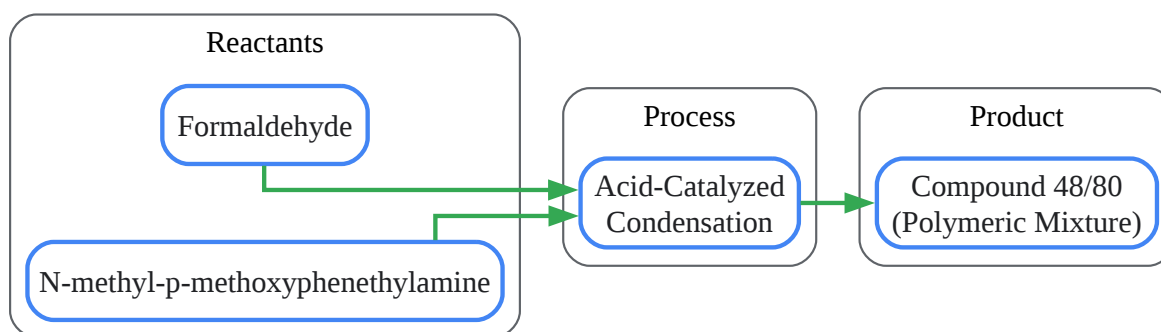 Reactants
Formaldehyde
N-methyl-p-methoxyphenethylamine
Process
Acid-Catalyzed
Condensation
Product
Compound 48/80
(Polymeric Mixture)